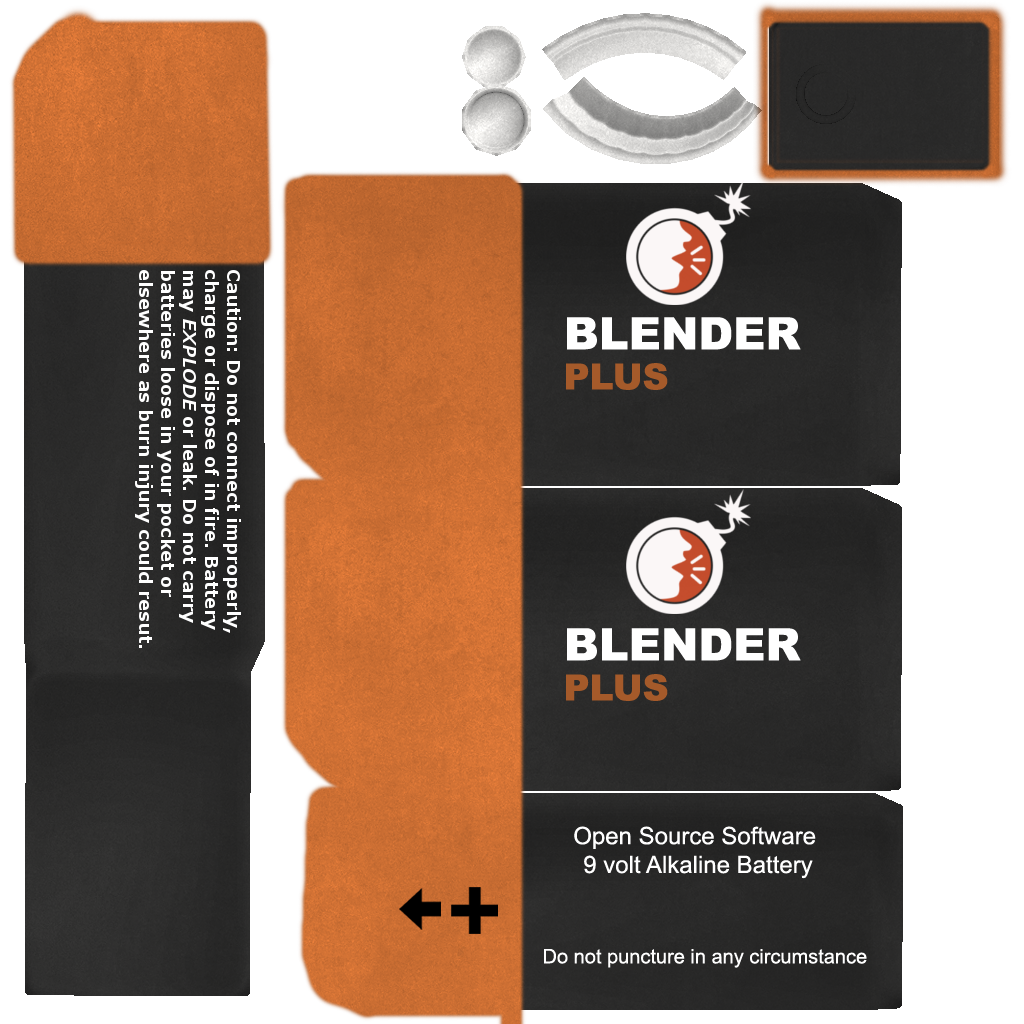 Caution: Do not connect improperly,
charge or dispose of in fire. Battery
may EXPLODE or leak. Do not carry
batteries loose in your pocket or
elsewhere as burn injury could resut.
BLENDER
PLUS
BLENDER
PLUS
Open Source Software
9 volt Alkaline Battery
Do not puncture in any circumstance